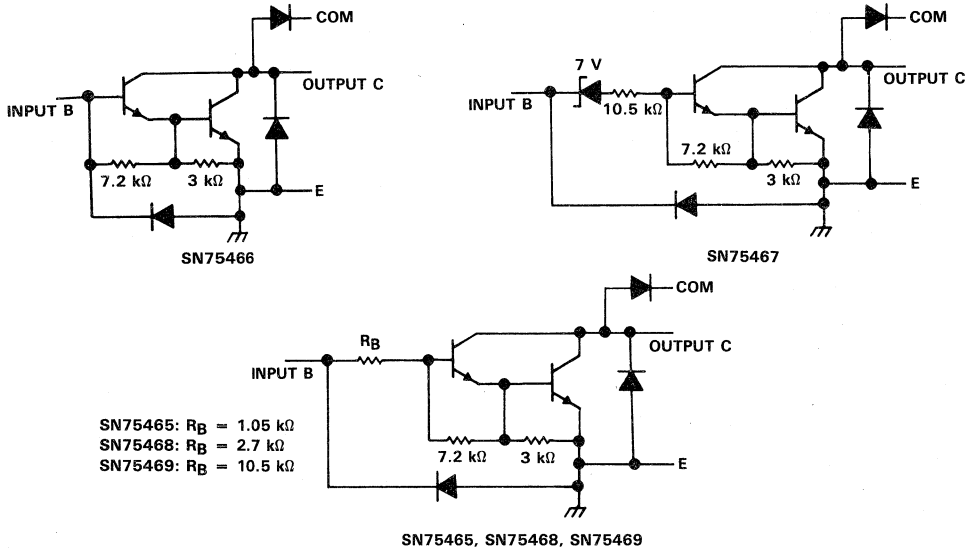 COM
INPUT B
OUTPUT C
7.2 kΩ
3 kΩ
E
SN75466
COM
7 V
INPUT B
10.5 kΩ
OUTPUT C
7.2 kΩ
3 kΩ
E
SN75467
COM
RB
INPUT B
OUTPUT C
SN75465: RB = 1.05 kΩ
SN75468: RB = 2.7 kΩ
SN75469: RB = 10.5 kΩ
7.2 kΩ
3 kΩ
E
SN75465, SN75468, SN75469